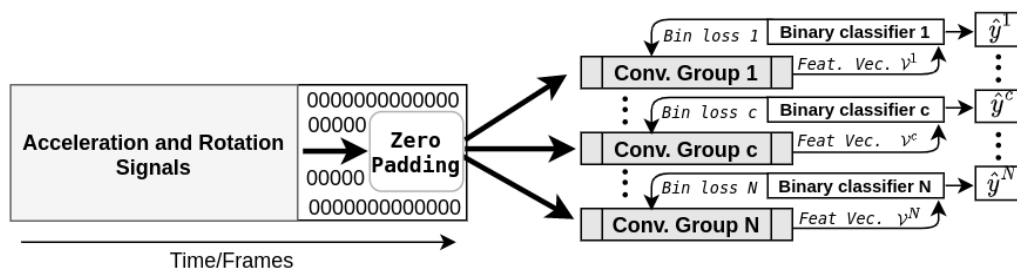 Bin loss 1
Binary classifier 1
ŷ¹
Conv. Group 1
Feat. Vec. 𝒱¹
0000000000000
00000
Acceleration and Rotation
Signals
Zero
Padding
00000
0000000000000
Bin loss c
Binary classifier c
ŷᶜ
Conv. Group c
Feat Vec. 𝒱ᶜ
Bin loss N
Binary classifier N
ŷᴺ
Conv. Group N
Feat Vec. 𝒱ᴺ
Time/Frames